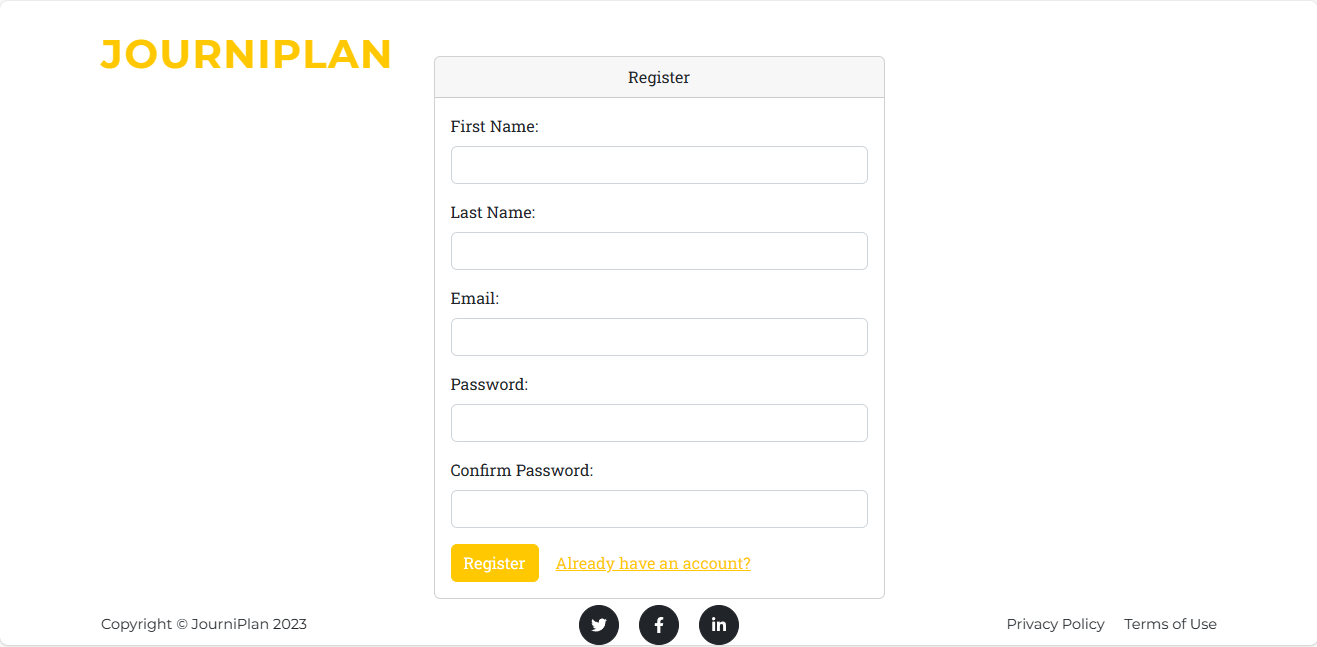 JOURNIPLAN
Register
First Name:
Last Name:
Email:
Password:
Confirm Password:
Register Already have an account?
Copyright © JourniPlan 2023
Privacy Policy Terms of Use